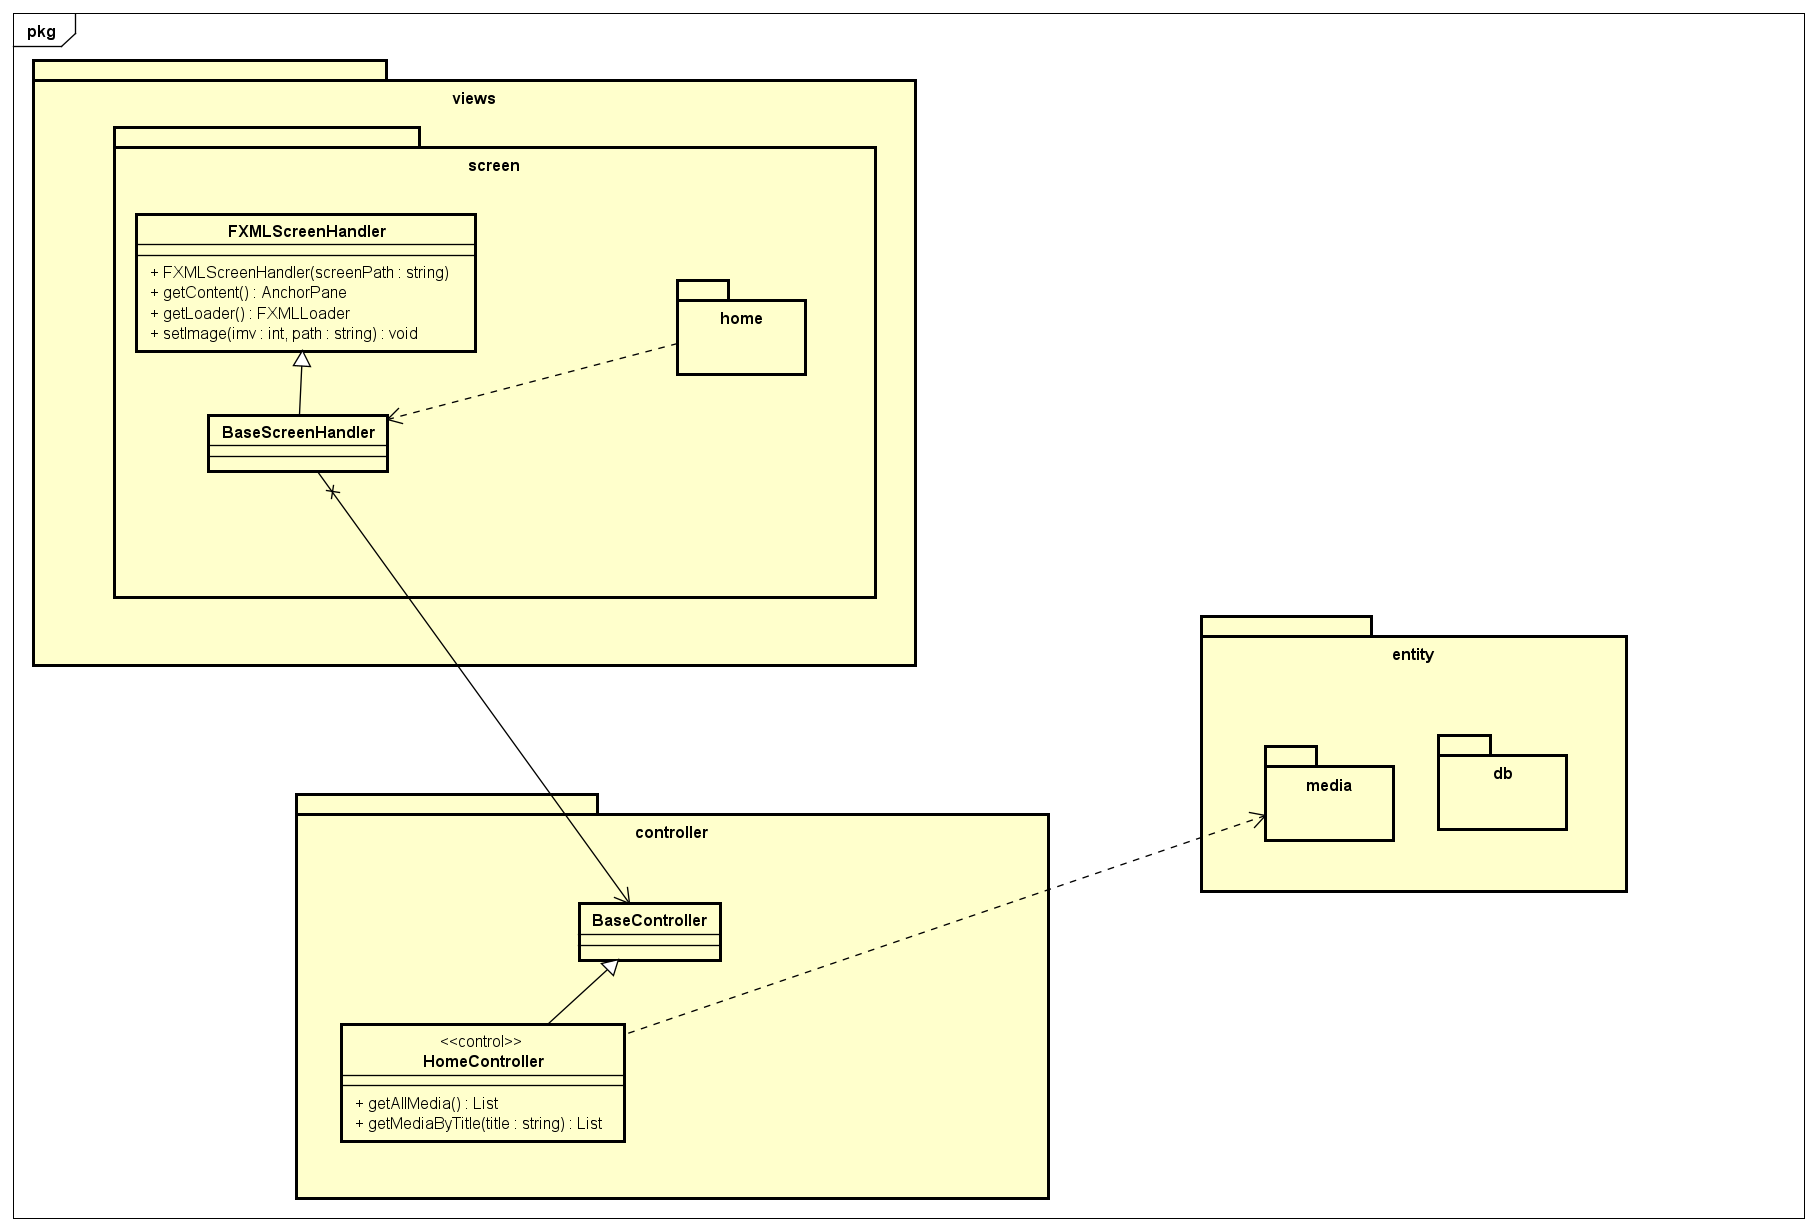 pkg
views
screen
FXMLScreenHandler
+ FXMLScreenHandler(screenPath : string)
+ getContent() : AnchorPane
+ getLoader() : FXMLLoader
+ setImage(imv : int, path : string) : void
home
BaseScreenHandler
entity
media
db
controller
BaseController
<<control>>
HomeController
+ getAllMedia() : List
+ getMediaByTitle(title : string) : List